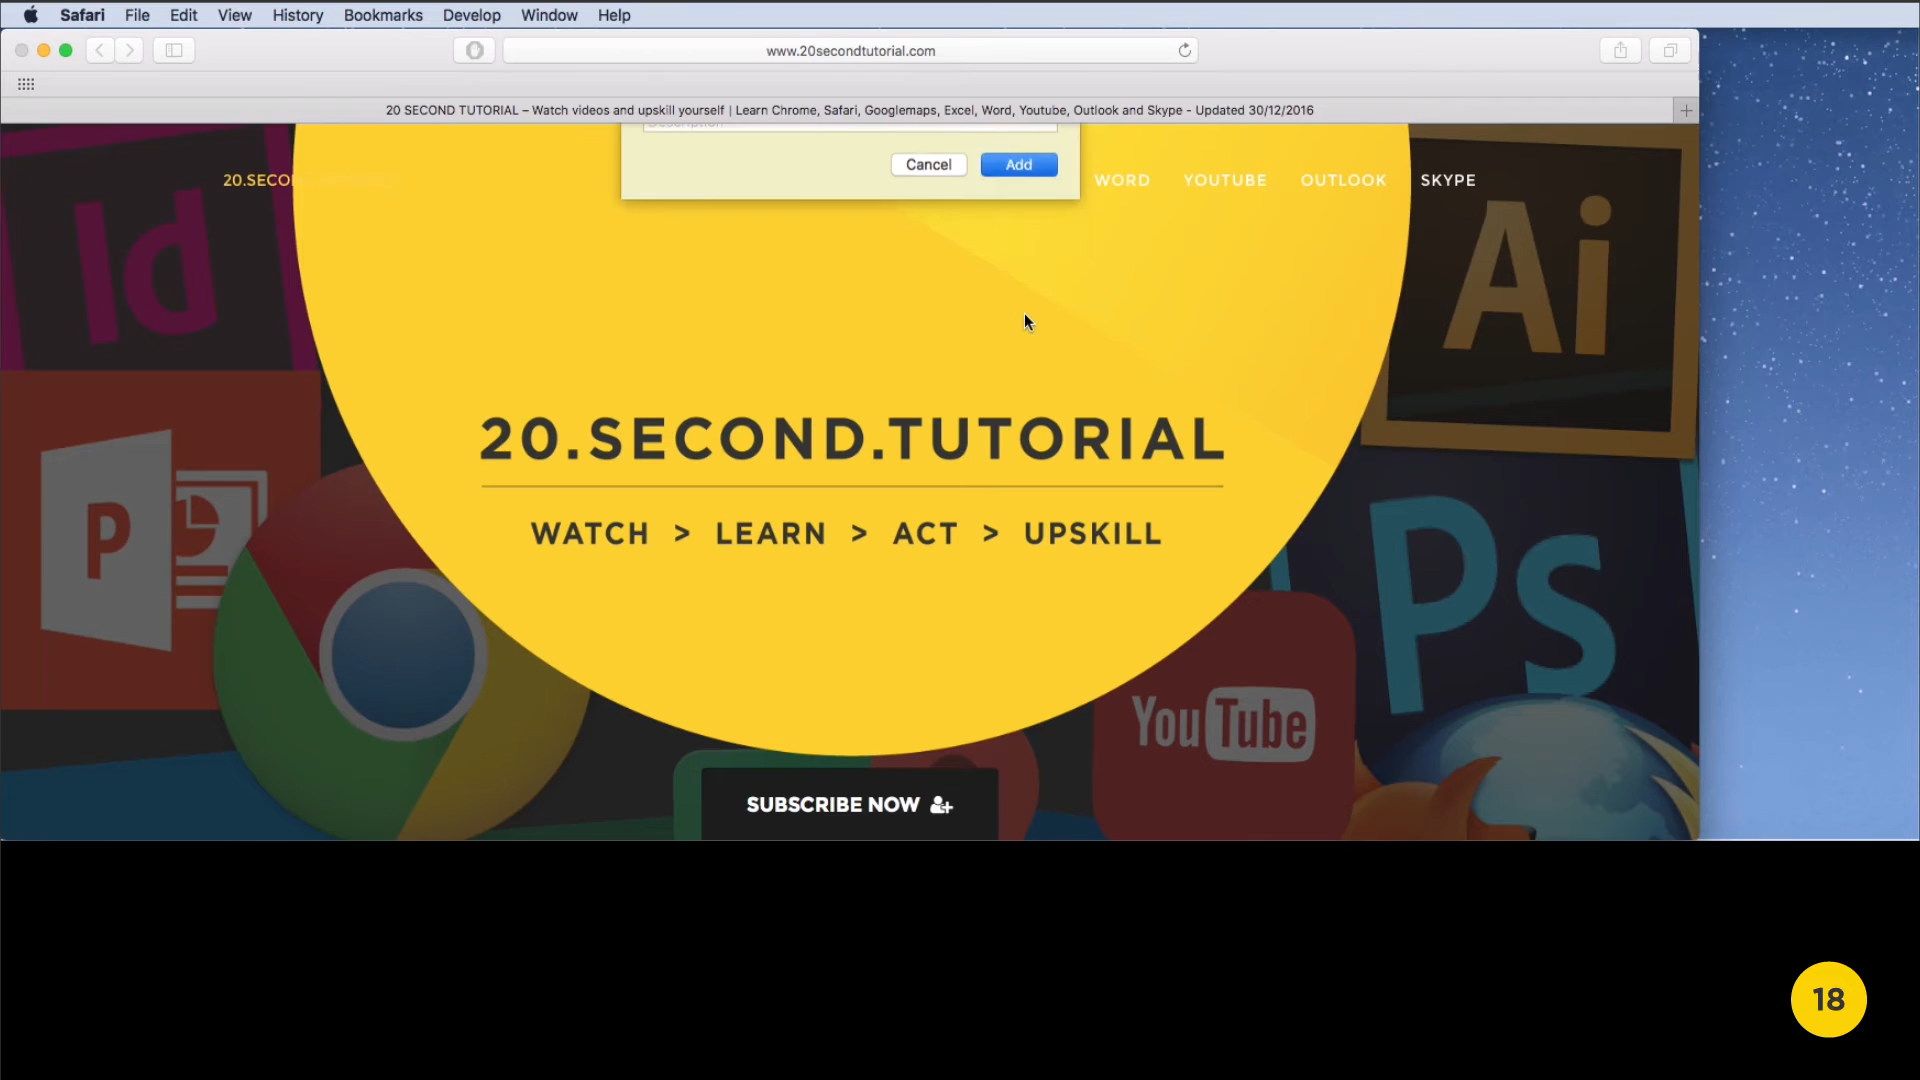 Safari File Edit View History Bookmarks Develop Window Help
www.20secondtutorial.com
20 SECOND TUTORIAL – Watch videos and upskill yourself | Learn Chrome, Safari, Googlemaps, Excel, Word, Youtube, Outlook and Skype - Updated 30/12/2016
Cancel Add
20.SECO WORD YOUTUBE OUTLOOK SKYPE
Id
Ai
20.SECOND.TUTORIAL
WATCH > LEARN > ACT > UPSKILL
P
Ps
YouTube
SUBSCRIBE NOW
18